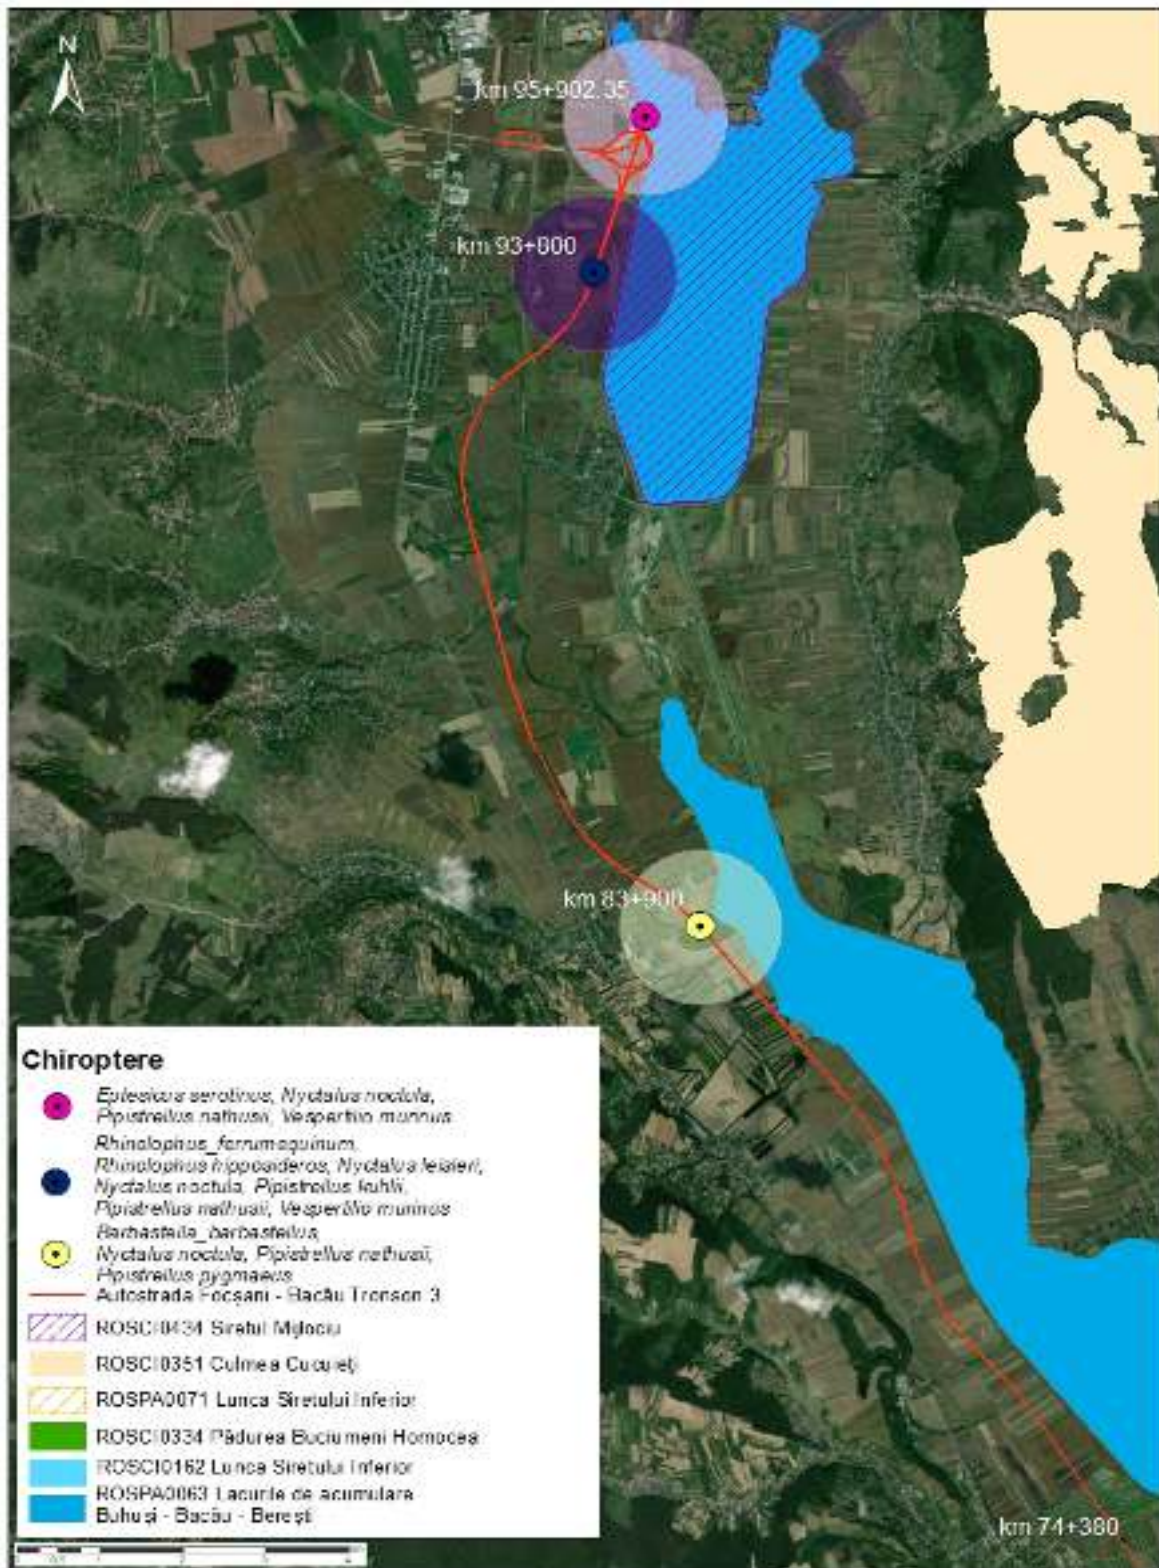 N
km 95+902.35
km 93+800
km 83+900
Chiroptere
Eptesicus serotinus, Nyctalus noctula,
Pipistrellus nathusii, Vespertilio murinus
Rhinolophus_ferrumequinum,
Rhinolophus hipposideros, Nyctalus leisleri,
Nyctalus noctula, Pipistrellus kuhlii,
Pipistrellus nathusii, Vespertilio murinus
Barbastella_barbastellus,
Nyctalus noctula, Pipistrellus nathusii,
Pipistrellus pygmaeus
Autostrada Focșani - Bacău Tronson 3
ROSCI0434 Siretul Mijlociu
ROSCI0351 Culmea Cucuieți
ROSPA0071 Lunca Siretului Inferior
ROSCI0334 Pădurea Buciumeni Homocea
ROSCI0162 Lunca Siretului Inferior
ROSPA0063 Lacurile de acumulare
Buhuși - Bacău - Berești
km 74+380